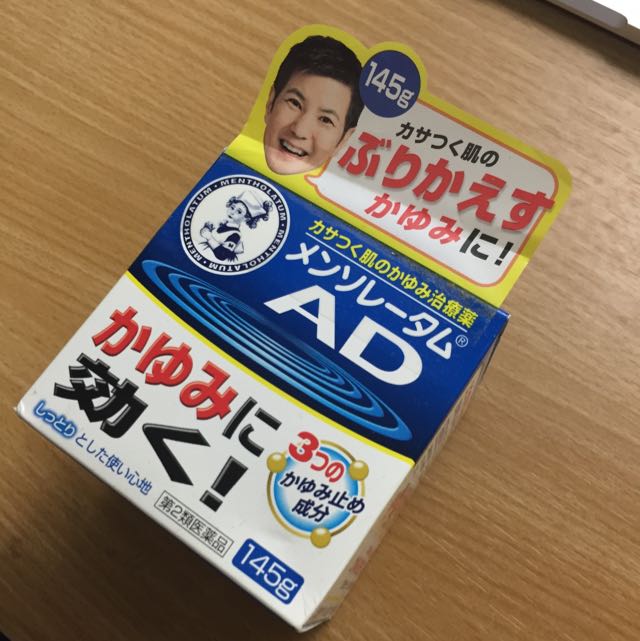 145g
カサつく肌の
ぶりかえす
かゆみに!
MENTHOLATUM • MENTHOLATUM • MENTHOLATUM
カサつく肌のかゆみ治療薬
メンソレータム®
AD
かゆみに
効く!
しっとりとした使い心地
3つの
かゆみ止め
成分
第2類医薬品
145g